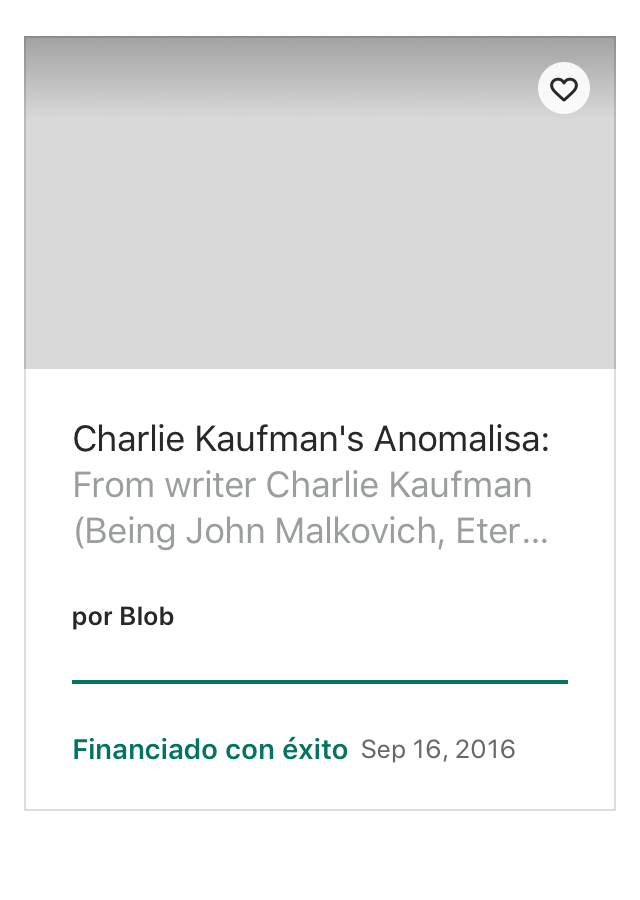 Charlie Kaufman's Anomalisa:
From writer Charlie Kaufman
(Being John Malkovich, Eter...
por Blob
Financiado con éxito Sep 16, 2016